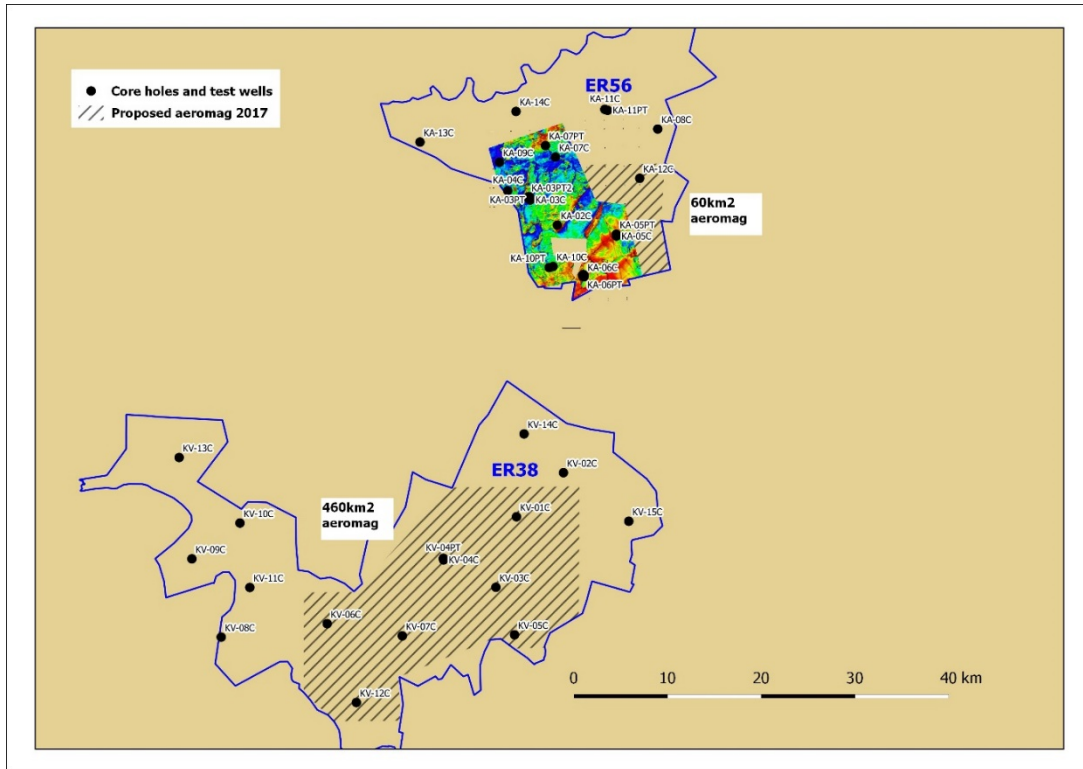 Core holes and test wells
Proposed aeromag 2017
ER56
KA-14C
KA-11C
KA-11PT
KA-08C
KA-13C
KA-07PT
KA-07C
KA-09C
KA-12C
KA-04C
KA-03PT2
KA-03PT
KA-03C
60km2
aeromag
KA-02C
KA-05PT
KA-05C
KA-10PT
KA-10C
KA-06C
KA-06PT
KV-14C
KV-13C
ER38
KV-02C
460km2
aeromag
KV-10C
KV-01C
KV-15C
KV-09C
KV-04PT
KV-04C
KV-11C
KV-03C
KV-06C
KV-08C
KV-07C
KV-05C
KV-12C
0 10 20 30 40 km